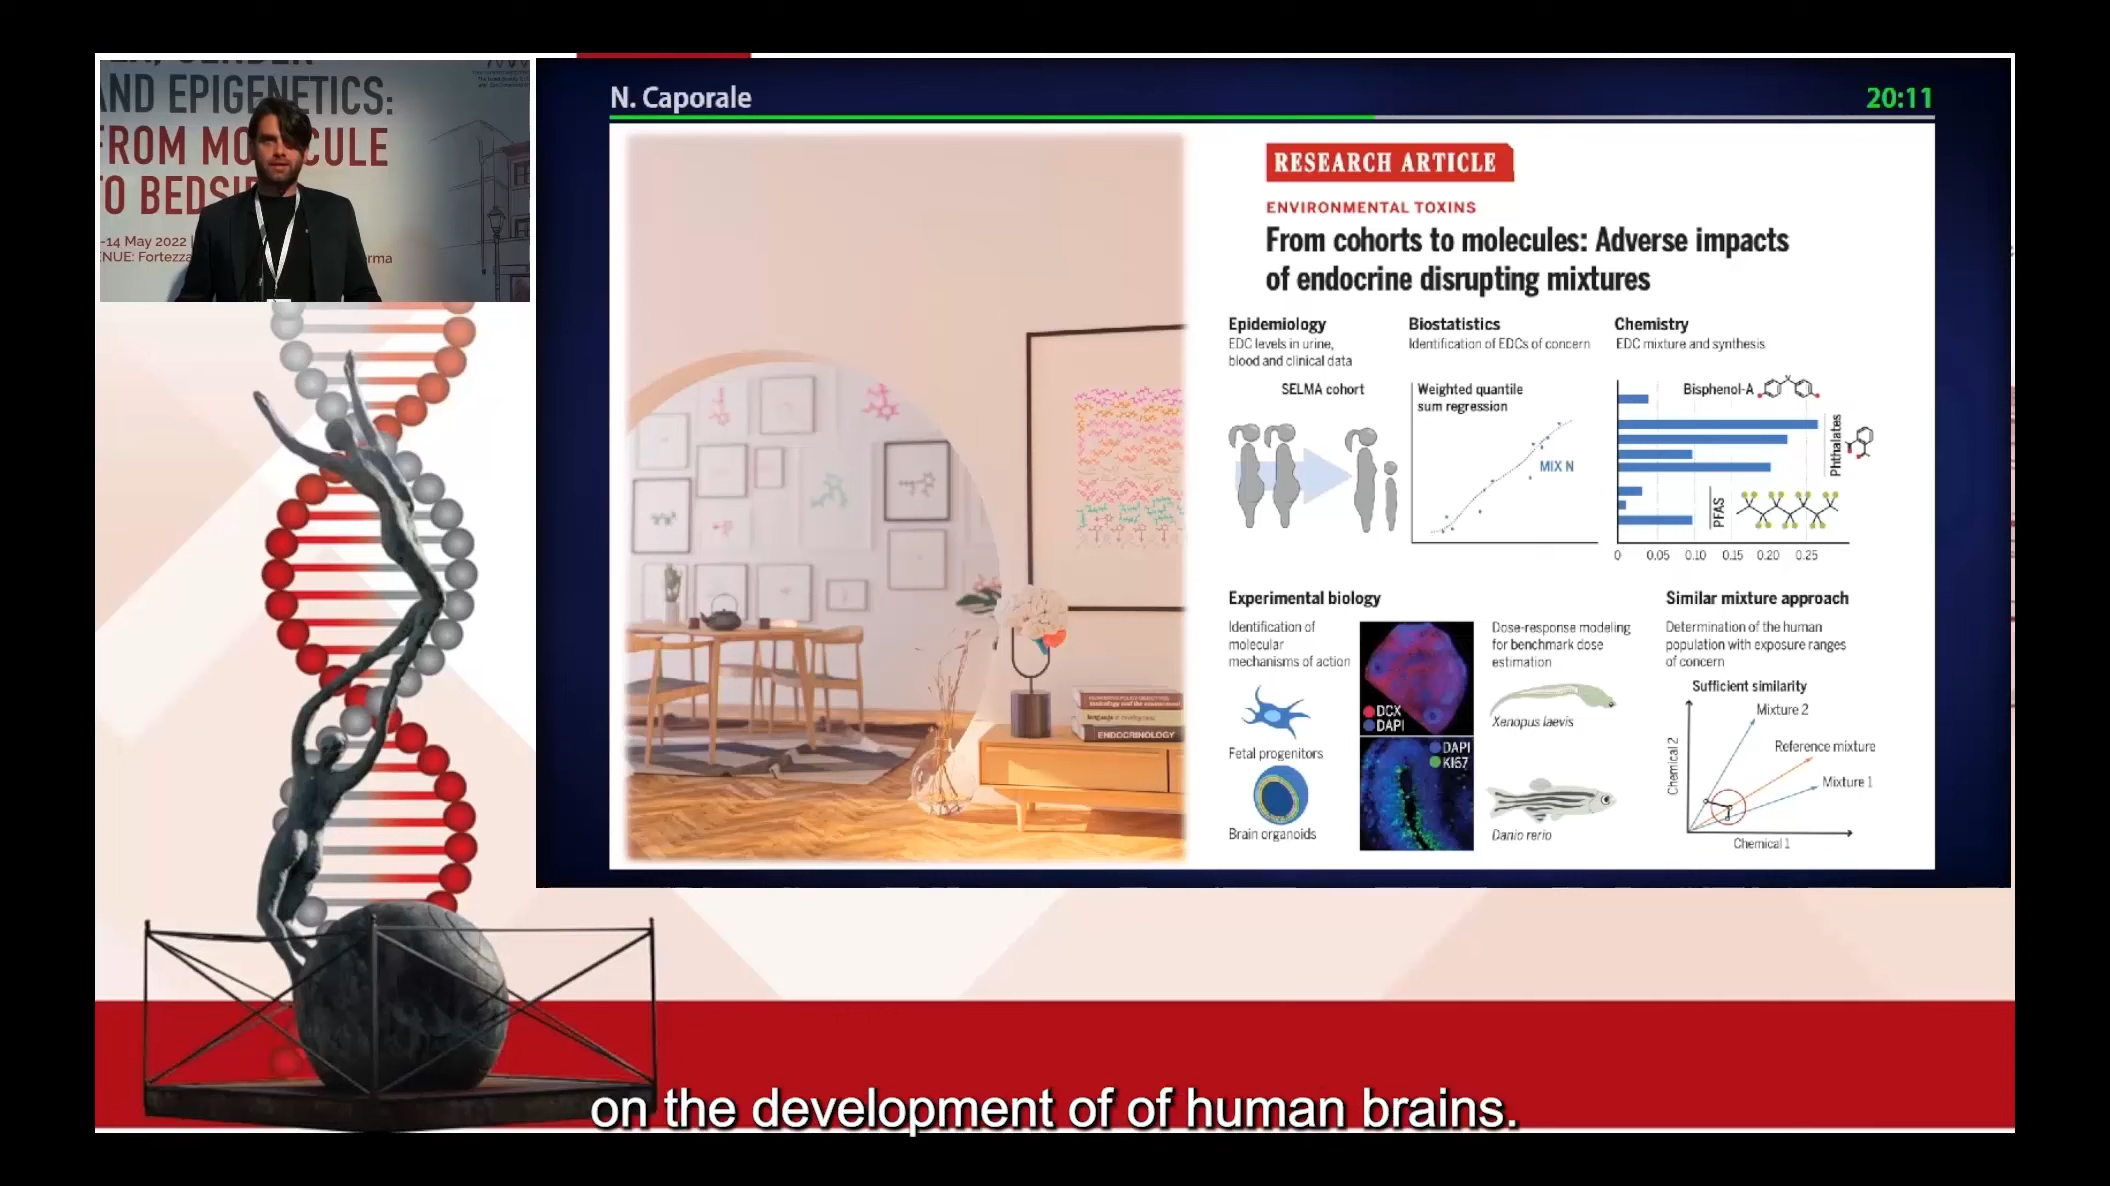 AND EPIGENETICS:
FROM MOLECULE
TO BEDSI
-14 May 2022
NUE: Fortezza
rma
N. Caporale
20:11
RESEARCH ARTICLE
ENVIRONMENTAL TOXINS
From cohorts to molecules: Adverse impacts
of endocrine disrupting mixtures
Epidemiology
EDC levels in urine,
blood and clinical data
SELMA cohort
Biostatistics
Identification of EDCs of concern
Weighted quantile
sum regression
MIX N
Chemistry
EDC mixture and synthesis
Bisphenol-A
Phthalates
PFAS
0 0.05 0.10 0.15 0.20 0.25
Experimental biology
Identification of
molecular
mechanisms of action
Fetal progenitors
Brain organoids
DCX
DAPI
DAPI
KI67
Dose-response modeling
for benchmark dose
estimation
Xenopus laevis
Danio rerio
Similar mixture approach
Determination of the human
population with exposure ranges
of concern
Sufficient similarity
Mixture 2
Reference mixture
Mixture 1
Chemical 2
Chemical 1
ENDOCRINOLOGY
on the development of of human brains.